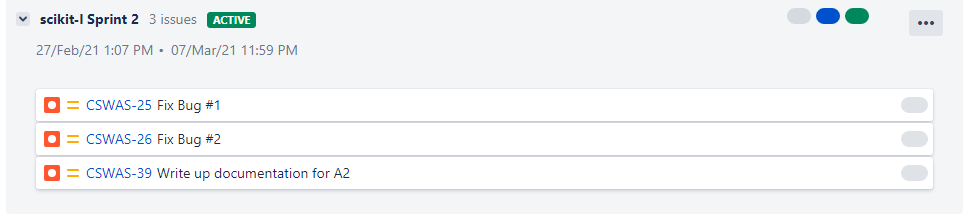 scikit-l Sprint 2 3 issues ACTIVE
27/Feb/21 1:07 PM • 07/Mar/21 11:59 PM
CSWAS-25 Fix Bug #1
CSWAS-26 Fix Bug #2
CSWAS-39 Write up documentation for A2